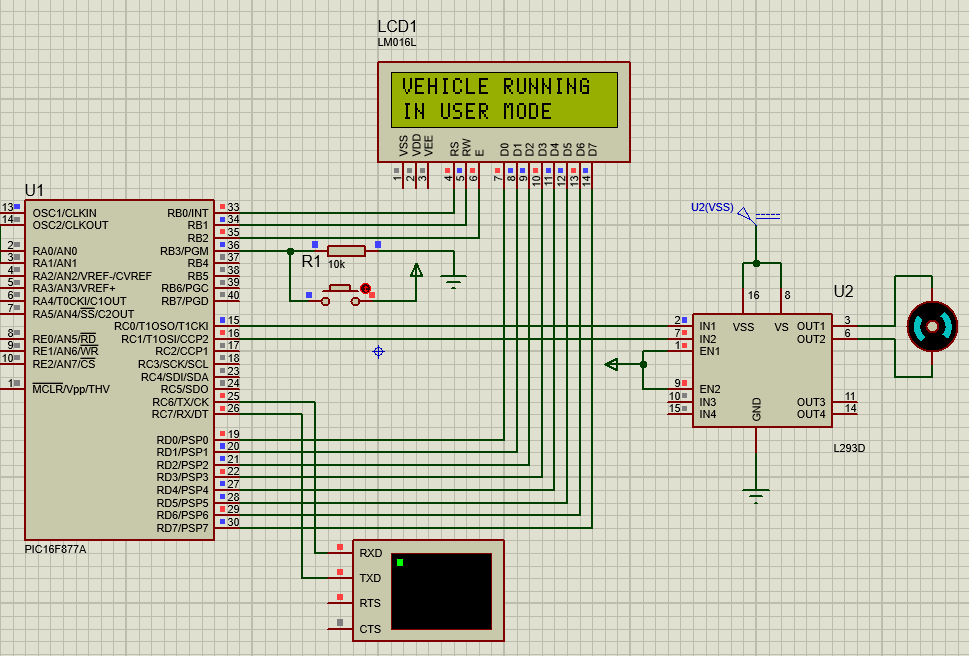 LCD1
LM016L
VEHICLE RUNNING
IN USER MODE
VSS
VDD
VEE
RS
RW
E
D0
D1
D2
D3
D4
D5
D6
D7
1
2
3
4
5
6
7
8
9
10
11
12
13
14
U1
13 OSC1/CLKIN
14 OSC2/CLKOUT
2 RA0/AN0
3 RA1/AN1
4 RA2/AN2/VREF-/CVREF
5 RA3/AN3/VREF+
6 RA4/T0CKI/C1OUT
7 RA5/AN4/SS/C2OUT
8 RE0/AN5/RD
9 RE1/AN6/WR
10 RE2/AN7/CS
1 MCLR/Vpp/THV
RB0/INT 33
RB1 34
RB2 35
RB3/PGM 36
RB4 37
RB5 38
RB6/PGC 39
RB7/PGD 40
RC0/T1OSO/T1CKI 15
RC1/T1OSI/CCP2 16
RC2/CCP1 17
RC3/SCK/SCL 18
RC4/SDI/SDA 23
RC5/SDO 24
RC6/TX/CK 25
RC7/RX/DT 26
RD0/PSP0 19
RD1/PSP1 20
RD2/PSP2 21
RD3/PSP3 22
RD4/PSP4 27
RD5/PSP5 28
RD6/PSP6 29
RD7/PSP7 30
PIC16F877A
R1 10k
U2(VSS)
16 8
U2
2 IN1
7 IN2
1 EN1
9 EN2
10 IN3
15 IN4
VSS VS
GND
OUT1 3
OUT2 6
OUT3 11
OUT4 14
L293D
RXD
TXD
RTS
CTS